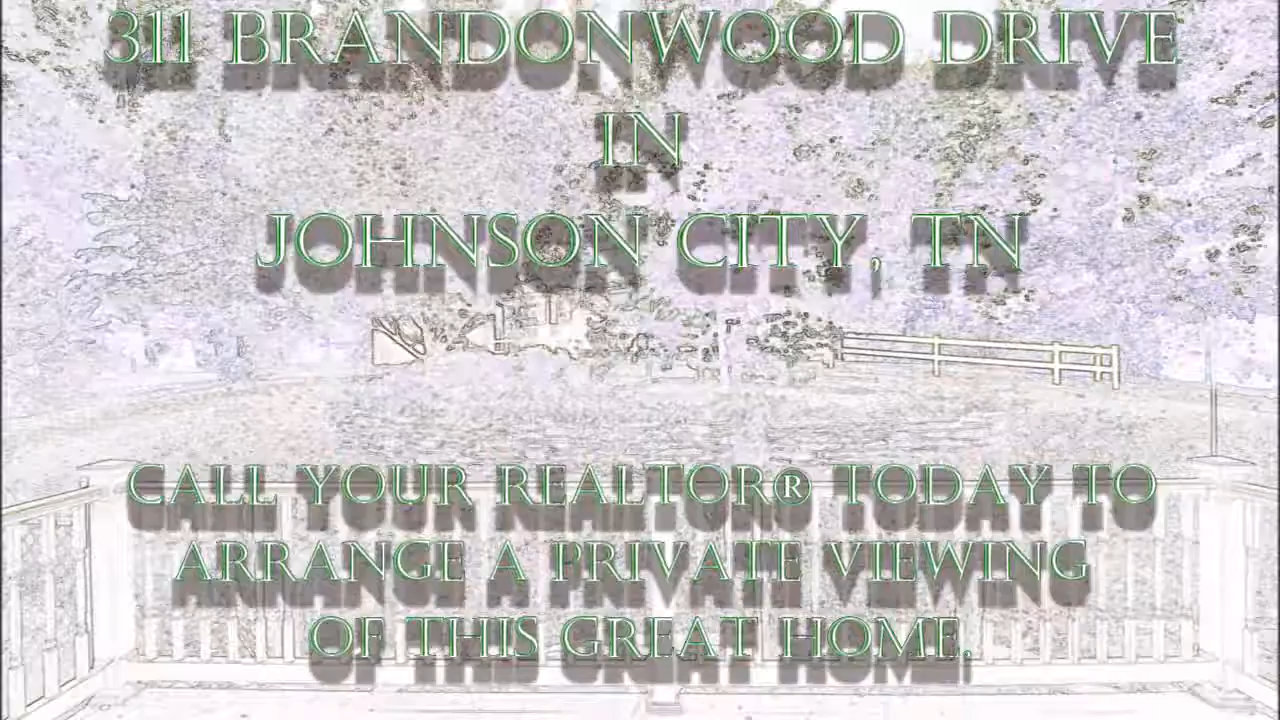 311 BRANDONWOOD DRIVE
IN
JOHNSON CITY, TN
CALL YOUR REALTOR® TODAY TO
ARRANGE A PRIVATE VIEWING
OF THIS GREAT HOME.